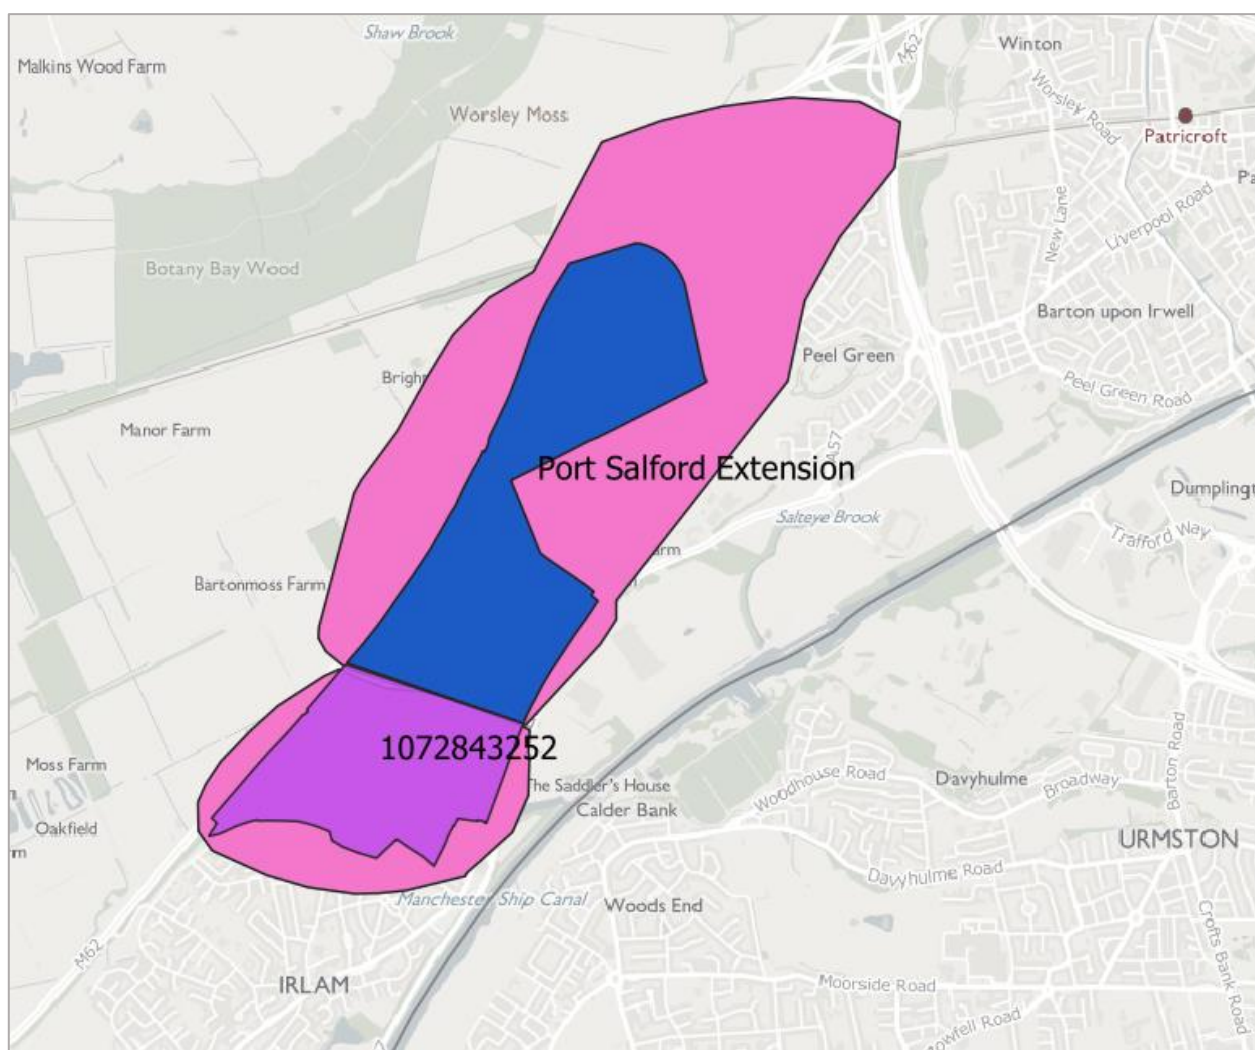 Shaw Brook
M62
Winton
Malkins Wood Farm
Worsley Road
Worsley Moss
Patricroft
New Lane
Liverpool Road
Botany Bay Wood
Barton upon Irwell
Peel Green
Peel Green Road
Manor Farm
A57
Port Salford Extension
Salteye Brook
Trafford Way
Bartonmoss Farm
1072843252
Moss Farm
The Saddler's House
Calder Bank
Woodhouse Road
Davyhulme
Broadway
Barton Road
Oakfield
URMSTON
Davyhulme Road
Manchester Ship Canal
Woods End
Crofts Bank Road
M62
IRLAM
Moorside Road